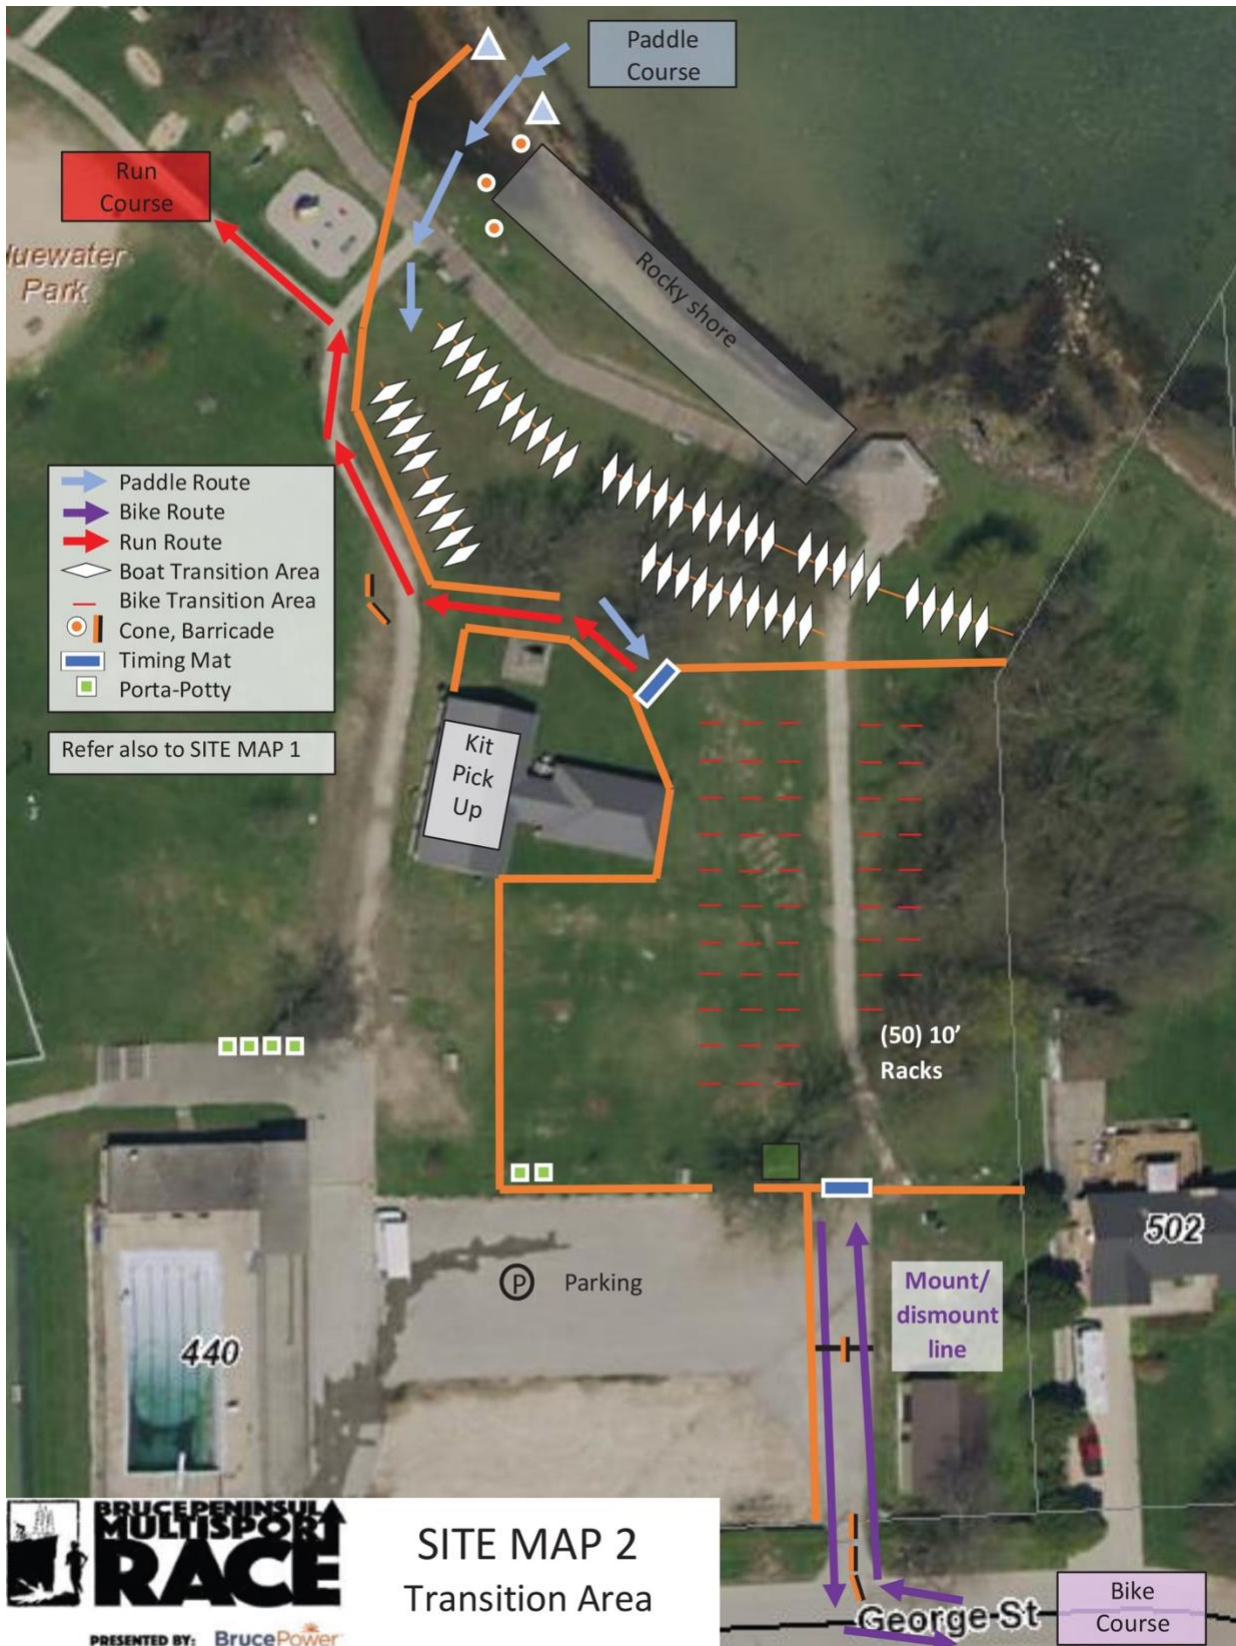 Paddle
Course
Run
Course
luewater
Park
Rocky shore
Paddle Route
Bike Route
Run Route
Boat Transition Area
Bike Transition Area
Cone, Barricade
Timing Mat
Porta-Potty
Refer also to SITE MAP 1
Kit
Pick
Up
(50) 10’
Racks
502
P Parking
Mount/
dismount
line
440
BRUCE PENINSULA
MULTISPORT
RACE
PRESENTED BY: BrucePower
SITE MAP 2
Transition Area
George St
Bike
Course